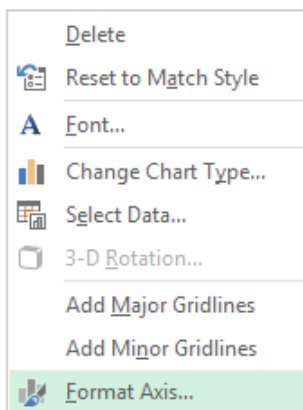 Delete
Reset to Match Style
Font...
Change Chart Type...
Select Data...
3-D Rotation...
Add Major Gridlines
Add Minor Gridlines
Format Axis...